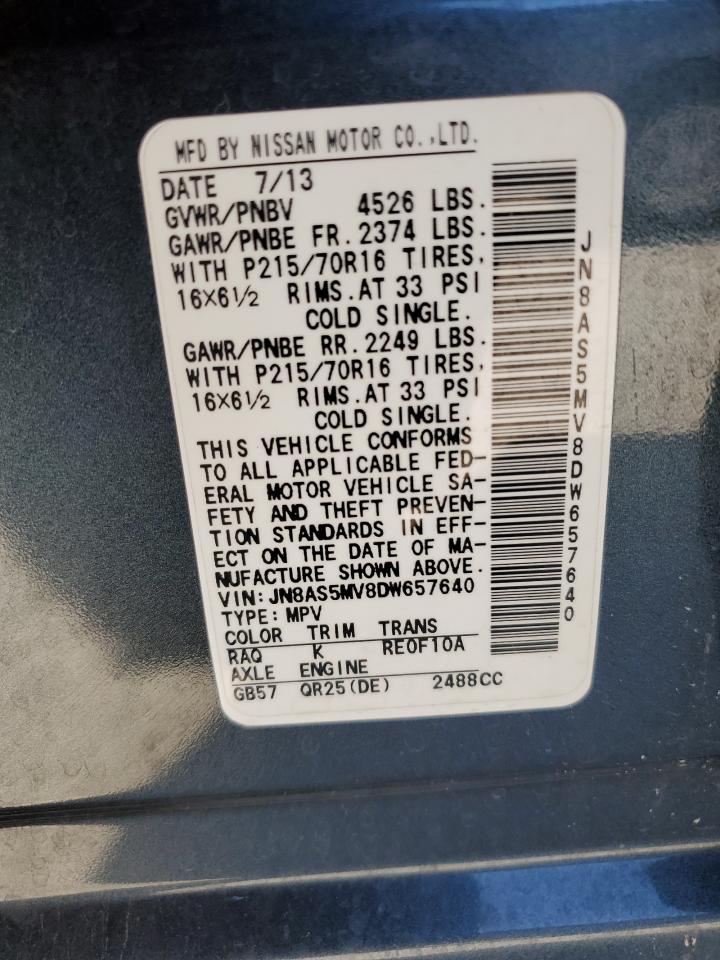 MFD BY NISSAN MOTOR CO.,LTD.
DATE 7/13
GVWR/PNBV 4526 LBS.
GAWR/PNBE FR. 2374 LBS.
WITH P215/70R16 TIRES,
16X6½ RIMS.AT 33 PSI
COLD SINGLE.
GAWR/PNBE RR. 2249 LBS.
WITH P215/70R16 TIRES,
16X6½ RIMS.AT 33 PSI
COLD SINGLE.
THIS VEHICLE CONFORMS
TO ALL APPLICABLE FED-
ERAL MOTOR VEHICLE SA-
FETY AND THEFT PREVEN-
TION STANDARDS IN EFF-
ECT ON THE DATE OF MA-
NUFACTURE SHOWN ABOVE.
VIN:JN8AS5MV8DW657640
TYPE:MPV
COLOR TRIM TRANS
RAQ K RE0F10A
AXLE ENGINE
GB57 QR25(DE) 2488CC
JN8AS5MV8DW657640